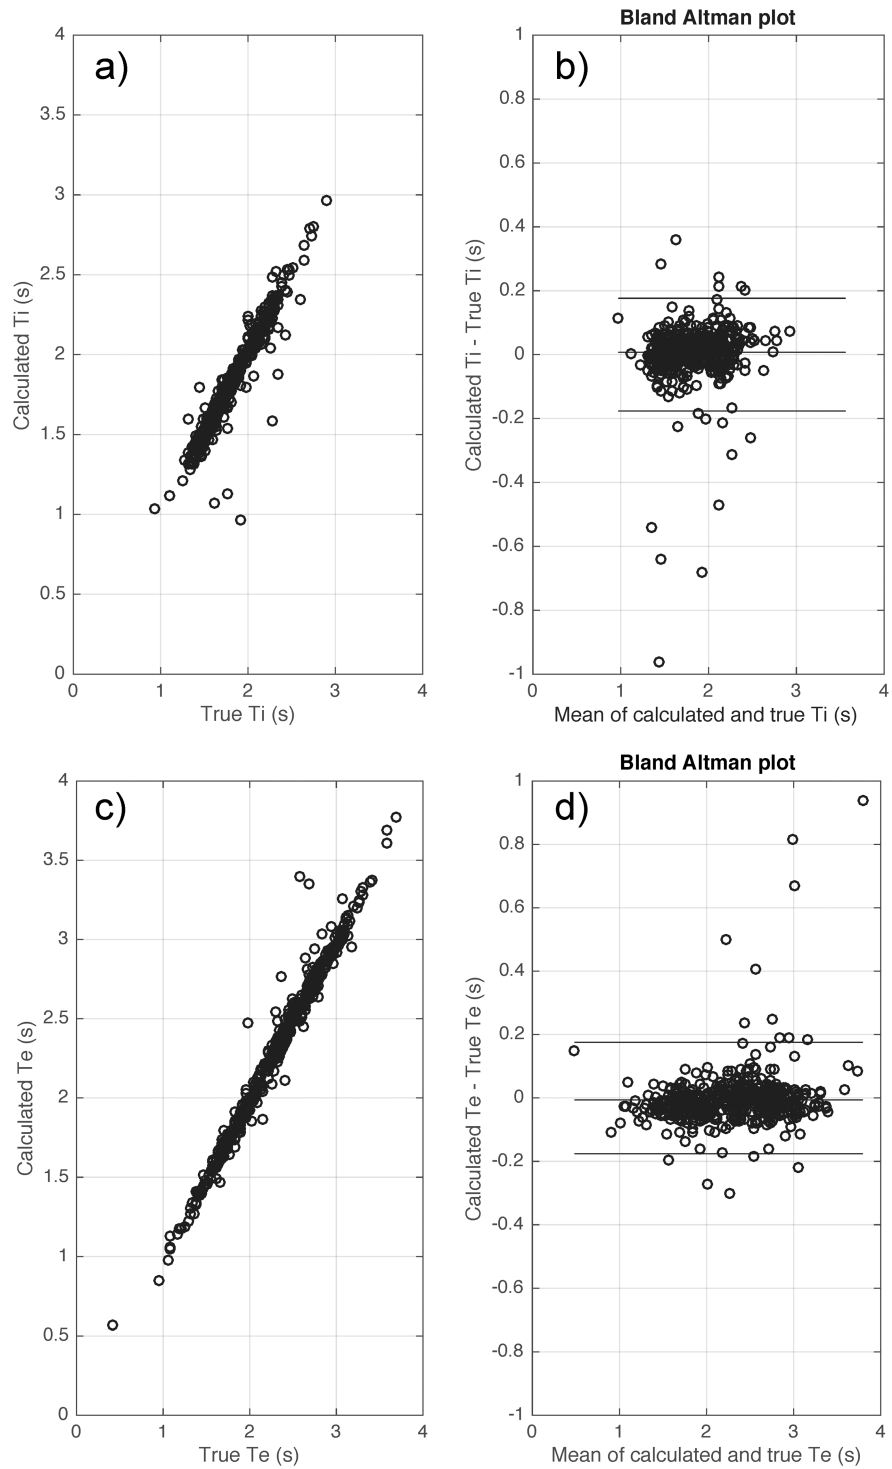 a)
4
3.5
3
2.5
2
1.5
1
0.5
0
0 1 2 3 4
Calculated Ti (s)
True Ti (s)
Bland Altman plot
b)
1
0.8
0.6
0.4
0.2
0
-0.2
-0.4
-0.6
-0.8
-1
0 1 2 3 4
Calculated Ti - True Ti (s)
Mean of calculated and true Ti (s)
c)
4
3.5
3
2.5
2
1.5
1
0.5
0
0 1 2 3 4
Calculated Te (s)
True Te (s)
Bland Altman plot
d)
1
0.8
0.6
0.4
0.2
0
-0.2
-0.4
-0.6
-0.8
-1
0 1 2 3 4
Calculated Te - True Te (s)
Mean of calculated and true Te (s)